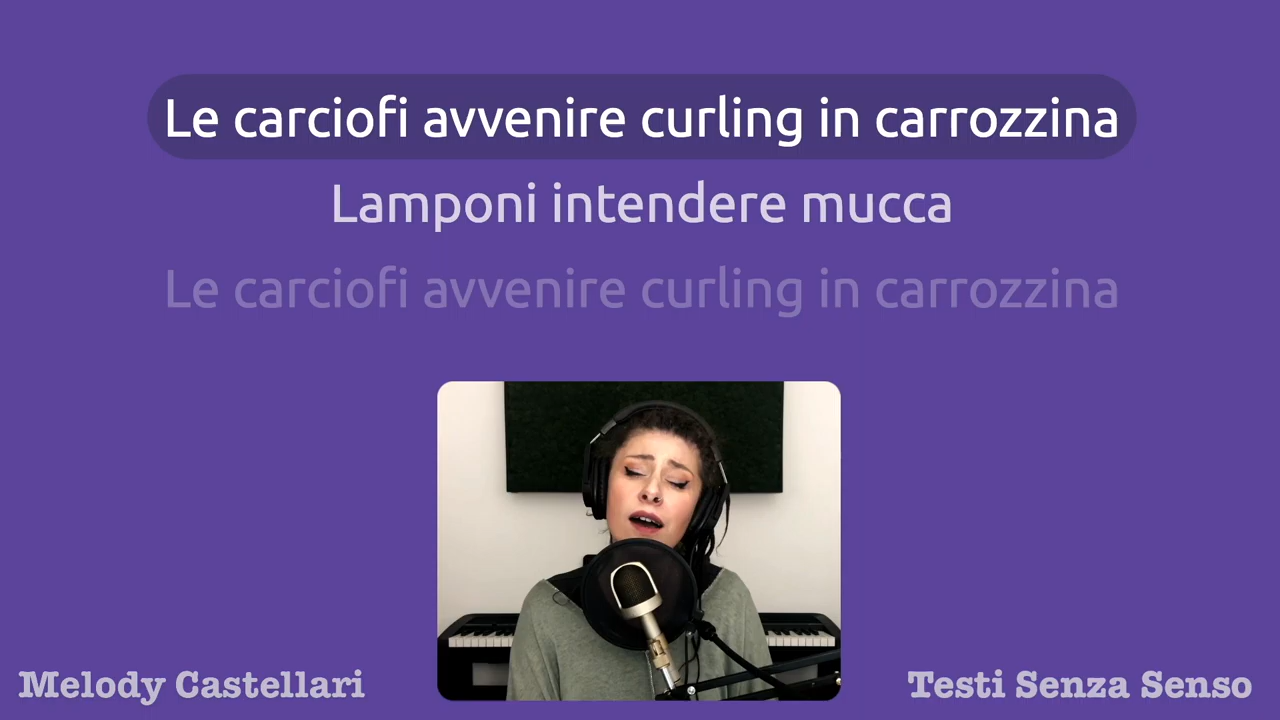 Le carciofi avvenire curling in carrozzina
Lamponi intendere mucca
Le carciofi avvenire curling in carrozzina
Melody Castellari
Testi Senza Senso